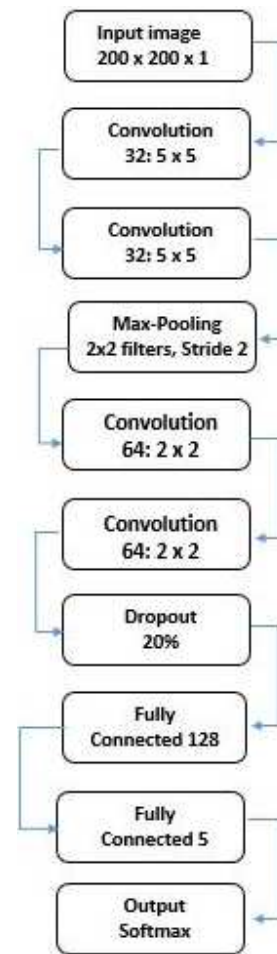 Input image
200 x 200 x 1
Convolution
32: 5 x 5
Convolution
32: 5 x 5
Max-Pooling
2x2 filters, Stride 2
Convolution
64: 2 x 2
Convolution
64: 2 x 2
Dropout
20%
Fully
Connected 128
Fully
Connected 5
Output
Softmax